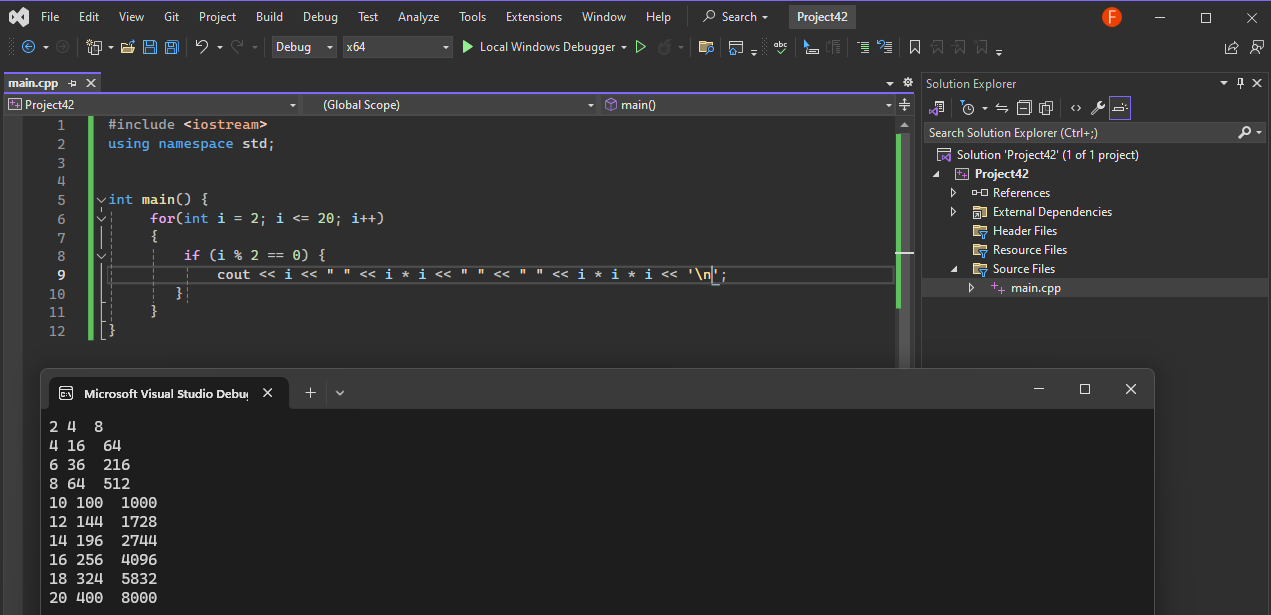 File Edit View Git Project Build Debug Test Analyze Tools Extensions Window Help Search Project42 F
Debug x64 Local Windows Debugger abc
main.cpp
Project42 (Global Scope) main()
1 #include <iostream>
2 using namespace std;
3
4
5 int main() {
6 for(int i = 2; i <= 20; i++)
7 {
8 if (i % 2 == 0) {
9 cout << i << " " << i * i << " " << " " << i * i * i << '\n';
10 }
11 }
12 }
Solution Explorer
Search Solution Explorer (Ctrl+;)
Solution 'Project42' (1 of 1 project)
Project42
References
External Dependencies
Header Files
Resource Files
Source Files
main.cpp
Microsoft Visual Studio Debug
2 4  8
4 16  64
6 36  216
8 64  512
10 100  1000
12 144  1728
14 196  2744
16 256  4096
18 324  5832
20 400  8000